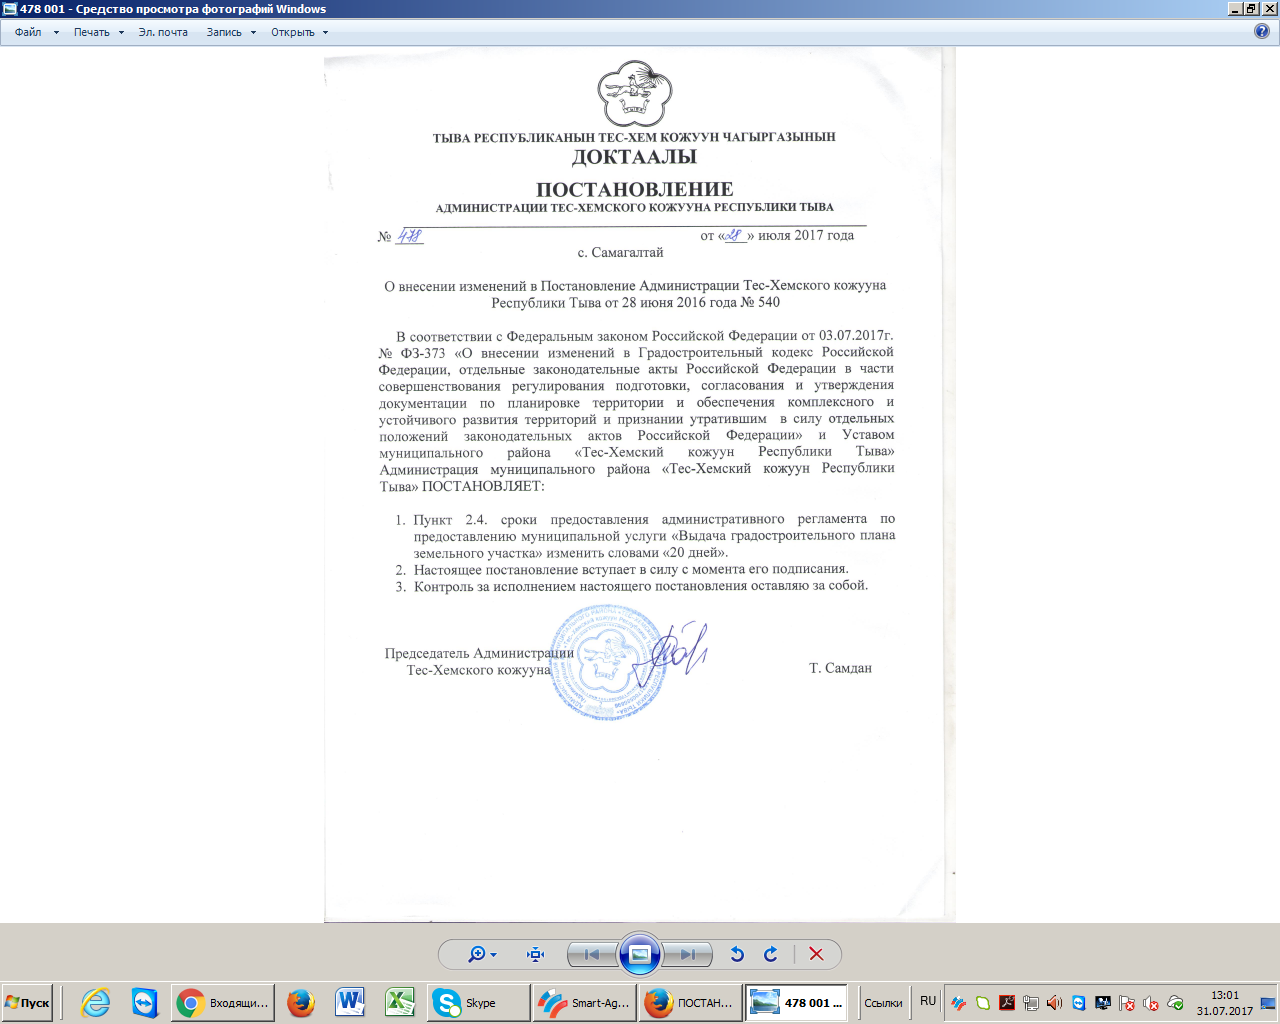 478 001 - Средство просмотра фотографий Windows
Файл Печать Эл. почта Запись Открыть
ТЫВА РЕСПУБЛИКАНЫН ТЕС-ХЕМ КОЖУУН ЧАГЫРГАЗЫНЫН
ДОКТААЛЫ
ПОСТАНОВЛЕНИЕ
АДМИНИСТРАЦИИ ТЕС-ХЕМСКОГО КОЖУУНА РЕСПУБЛИКИ ТЫВА
№ 478 от «28» июля 2017 года
с. Самагалтай
О внесении изменений в Постановление Администрации Тес-Хемского кожууна
Республики Тыва от 28 июня 2016 года № 540
В соответствии с Федеральным законом Российской Федерации от 03.07.2017г.
№ ФЗ-373 «О внесении изменений в Градостроительный кодекс Российской
Федерации, отдельные законодательные акты Российской Федерации в части
совершенствования регулирования подготовки, согласования и утверждения
документации по планировке территории и обеспечения комплексного и
устойчивого развития территорий и признании утратившим в силу отдельных
положений законодательных актов Российской Федерации» и Уставом
муниципального района «Тес-Хемский кожуун Республики Тыва»
Администрация муниципального района «Тес-Хемский кожуун Республики
Тыва» ПОСТАНОВЛЯЕТ:
1. Пункт 2.4. сроки предоставления административного регламента по
предоставлению муниципальной услуги «Выдача градостроительного плана
земельного участка» изменить словами «20 дней».
2. Настоящее постановление вступает в силу с момента его подписания.
3. Контроль за исполнением настоящего постановления оставляю за собой.
Председатель Администрации
Тес-Хемского кожууна Т. Самдан
Пуск Входящи... Skype Smart-Ag... ПОСТАН... 478 001 ... Ссылки RU 13:01
31.07.2017